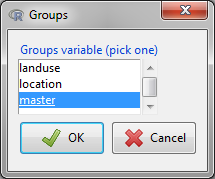 Groups
Groups variable (pick one)
landuse
location
master
OK
Cancel